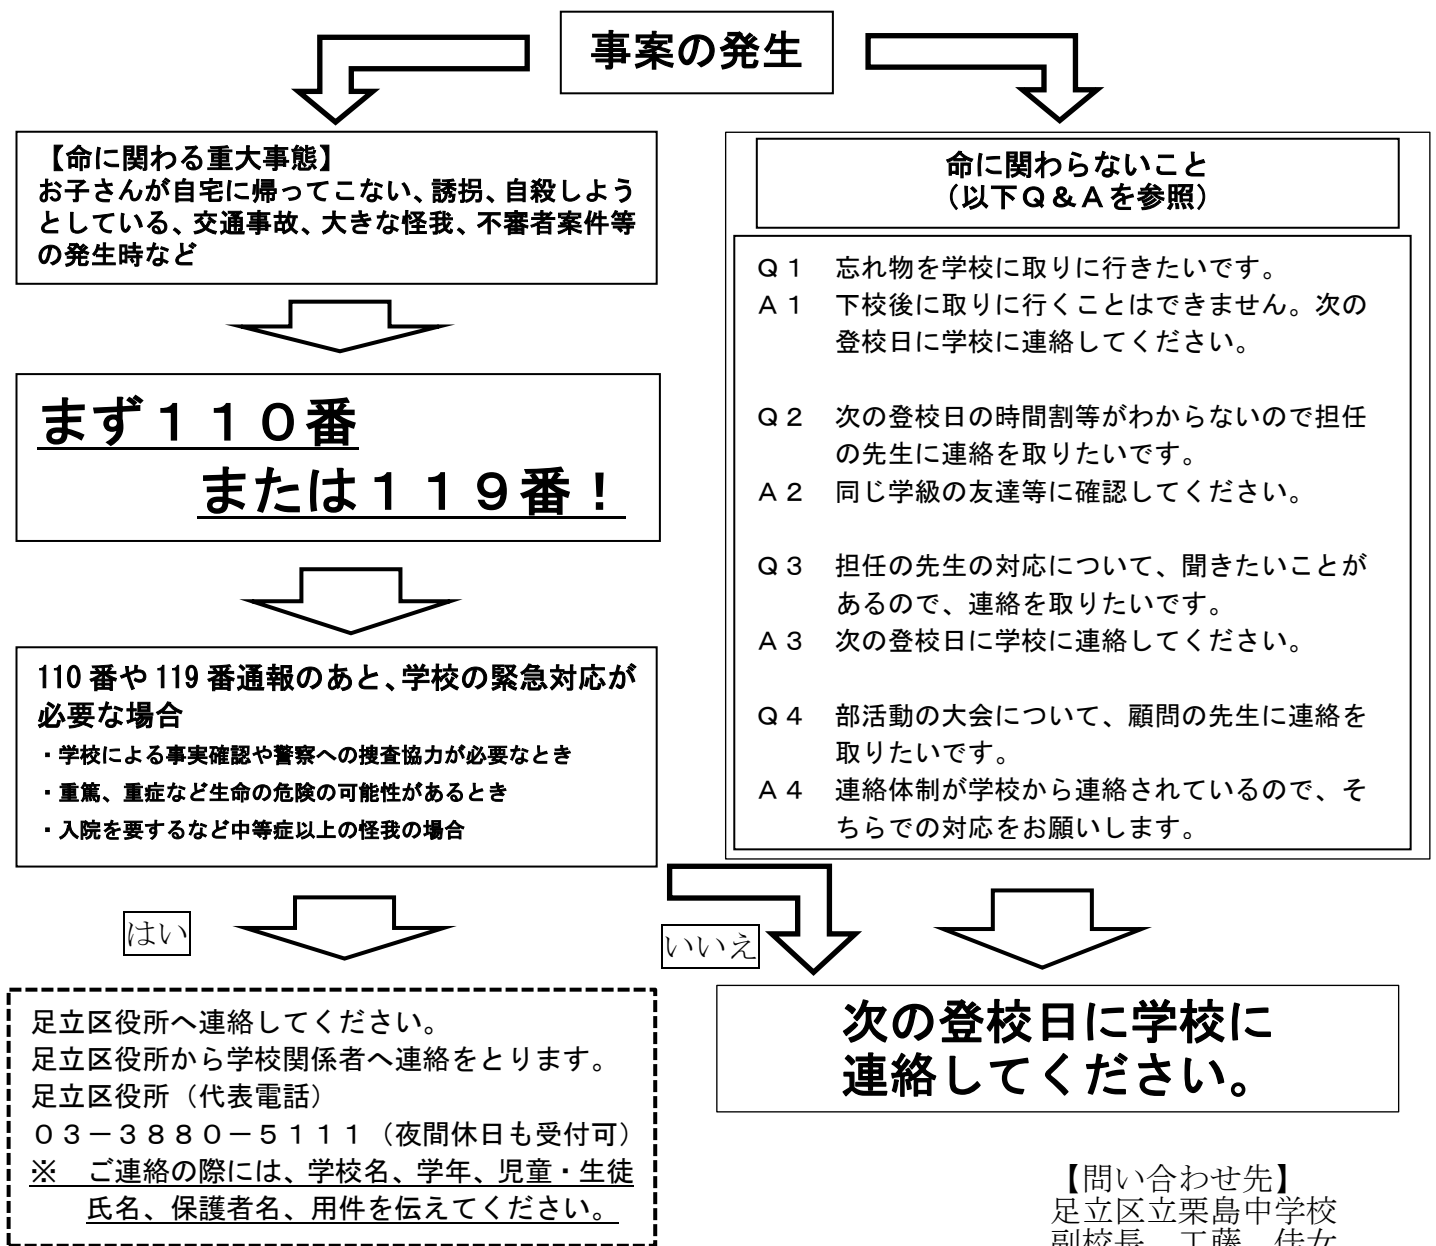 事案の発生
【命に関わる重大事態】
お子さんが自宅に帰ってこない、誘拐、自殺しよう
としている、交通事故、大きな怪我、不審者案件等
の発生時など
まず１１０番
または１１９番！
110番や119番通報のあと、学校の緊急対応が
必要な場合
・学校による事実確認や警察への捜査協力が必要なとき
・重篤、重症など生命の危険の可能性があるとき
・入院を要するなど中等症以上の怪我の場合
はい
いいえ
足立区役所へ連絡してください。
足立区役所から学校関係者へ連絡をとります。
足立区役所（代表電話）
０３－３８８０－５１１１（夜間休日も受付可）
※　ご連絡の際には、学校名、学年、児童・生徒
氏名、保護者名、用件を伝えてください。
命に関わらないこと
（以下Ｑ＆Ａを参照）
Ｑ１　忘れ物を学校に取りに行きたいです。
Ａ１　下校後に取りに行くことはできません。次の
登校日に学校に連絡してください。
Ｑ２　次の登校日の時間割等がわからないので担任
の先生に連絡を取りたいです。
Ａ２　同じ学級の友達等に確認してください。
Ｑ３　担任の先生の対応について、聞きたいことが
あるので、連絡を取りたいです。
Ａ３　次の登校日に学校に連絡してください。
Ｑ４　部活動の大会について、顧問の先生に連絡を
取りたいです。
Ａ４　連絡体制が学校から連絡されているので、そ
ちらでの対応をお願いします。
次の登校日に学校に
連絡してください。
【問い合わせ先】
足立区立栗島中学校
副校長　工藤　佳女